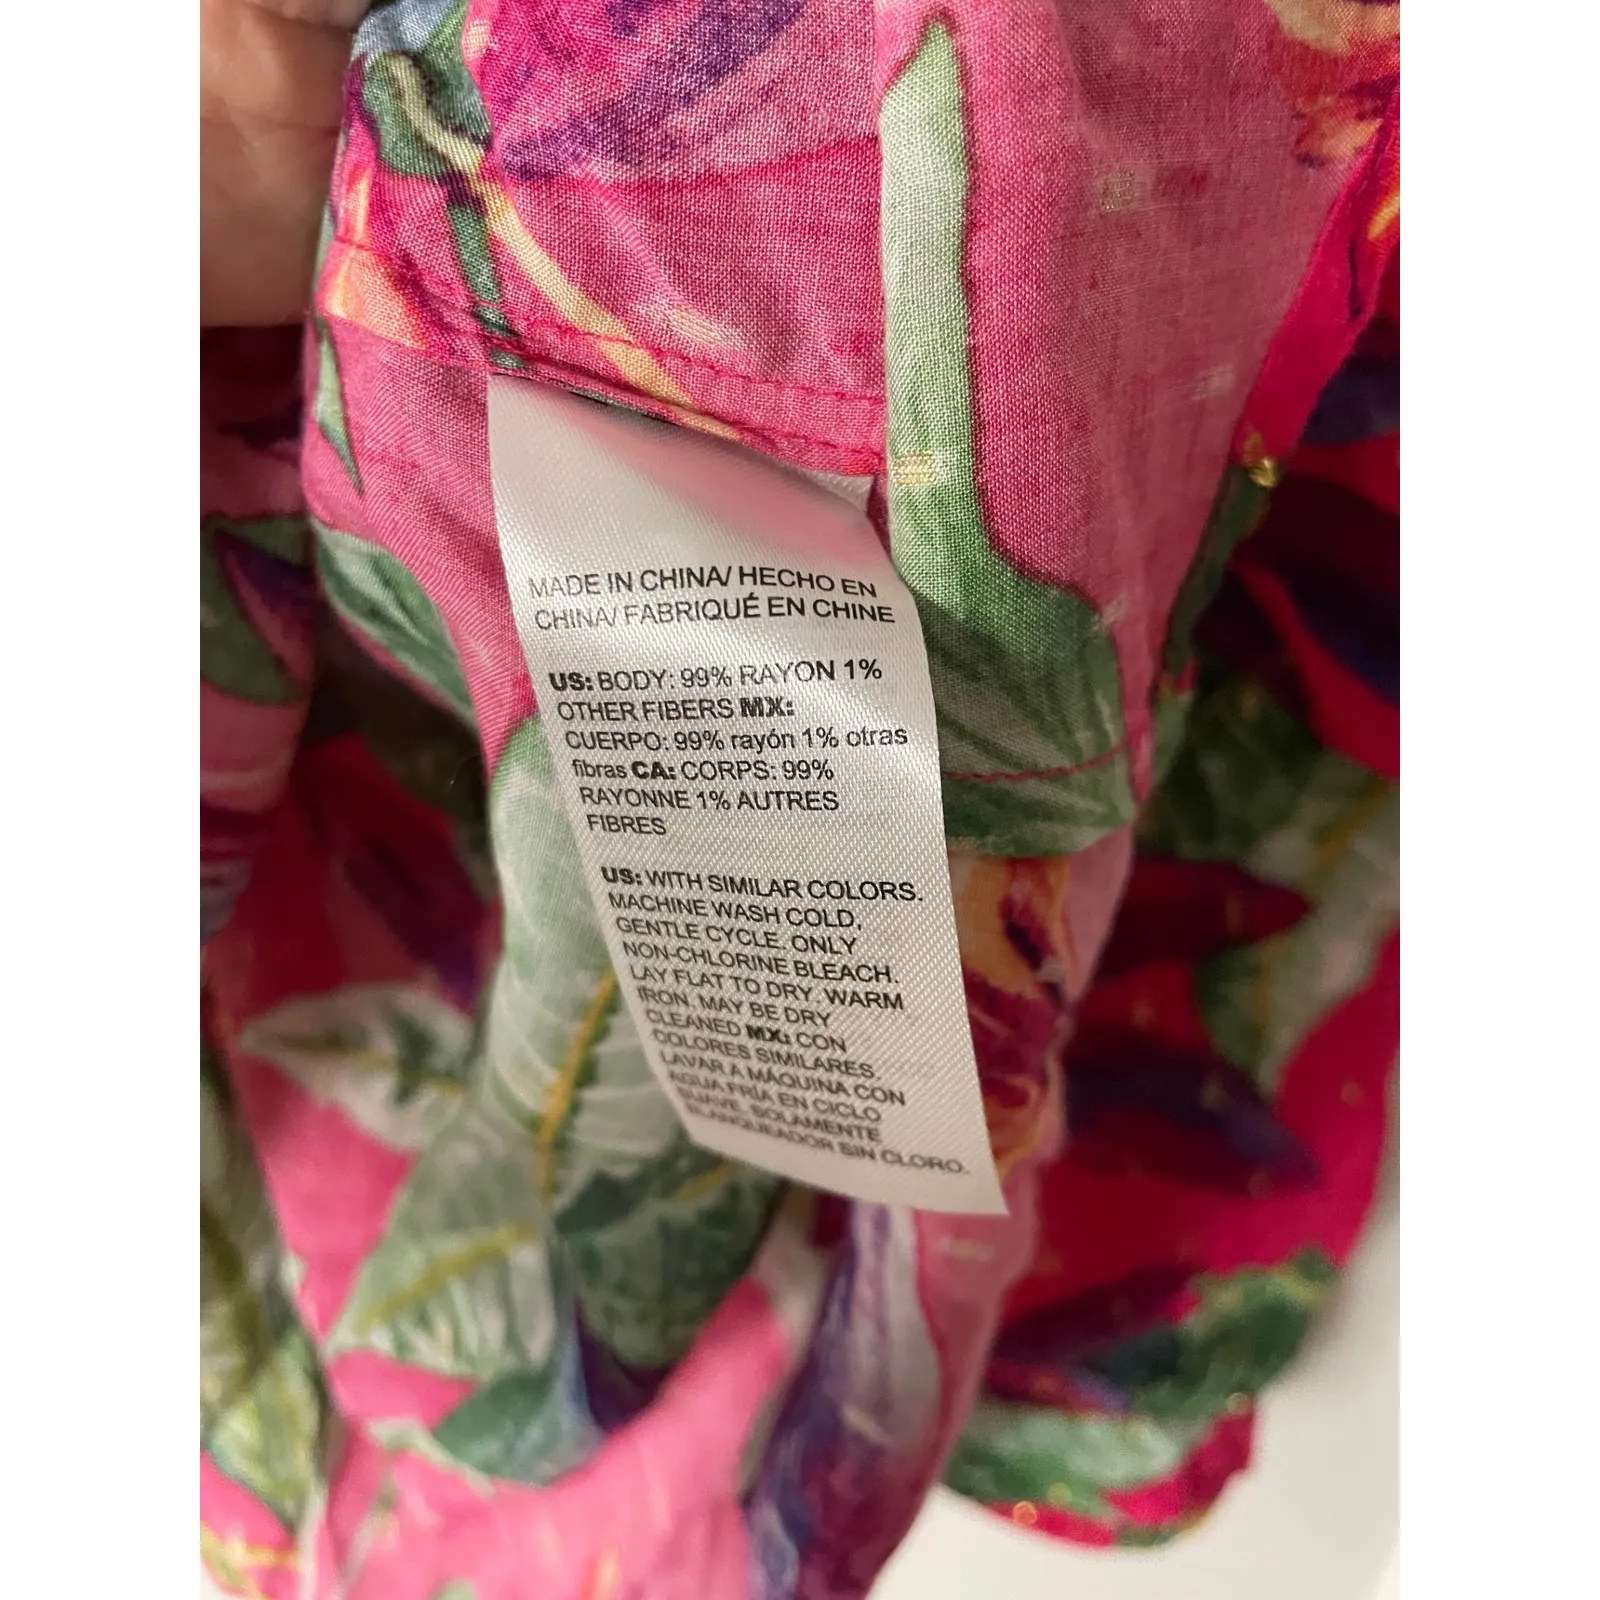 MADE IN CHINA/ HECHO EN
CHINA/ FABRIQUÉ EN CHINE
US: BODY: 99% RAYON 1%
OTHER FIBERS MX:
CUERPO: 99% rayón 1% otras
fibras CA: CORPS: 99%
RAYONNE 1% AUTRES
FIBRES
US: WITH SIMILAR COLORS.
MACHINE WASH COLD,
GENTLE CYCLE. ONLY
NON-CHLORINE BLEACH.
LAY FLAT TO DRY. WARM
IRON. MAY BE DRY
CLEANED MX: CON
COLORES SIMILARES.
LAVAR A MÁQUINA CON
AGUA FRÍA EN CICLO
SUAVE. SOLAMENTE
BLANQUEADOR SIN CLORO.